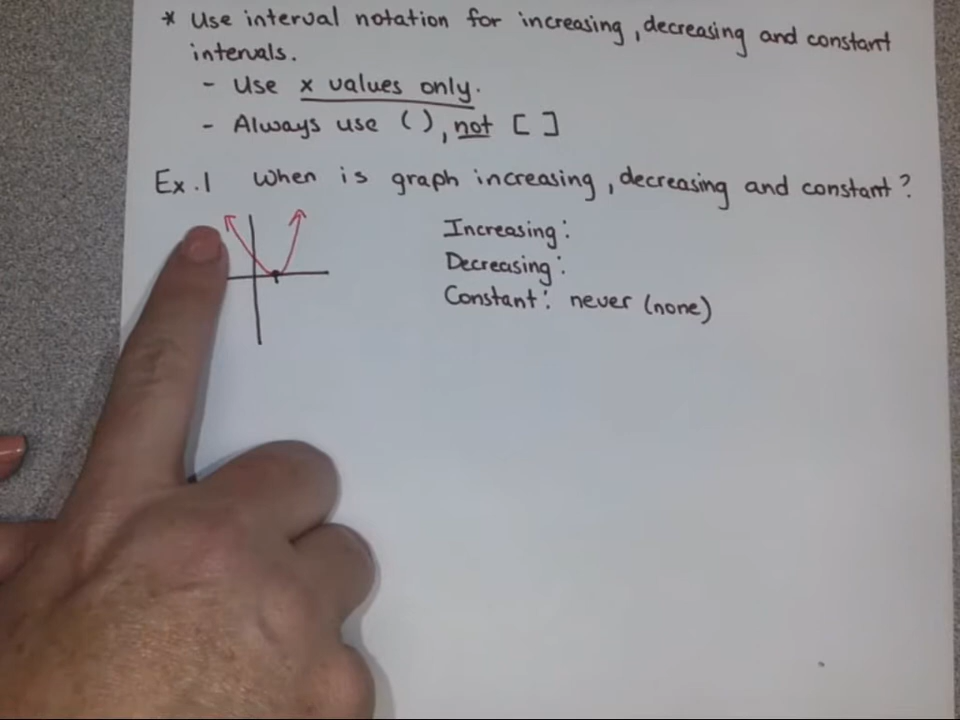 * Use interval notation for increasing, decreasing and constant
intervals.
- Use x values only.
- Always use ( ), not [ ]
Ex.1 When is graph increasing, decreasing and constant?
Increasing:
Decreasing:
Constant: never (none)